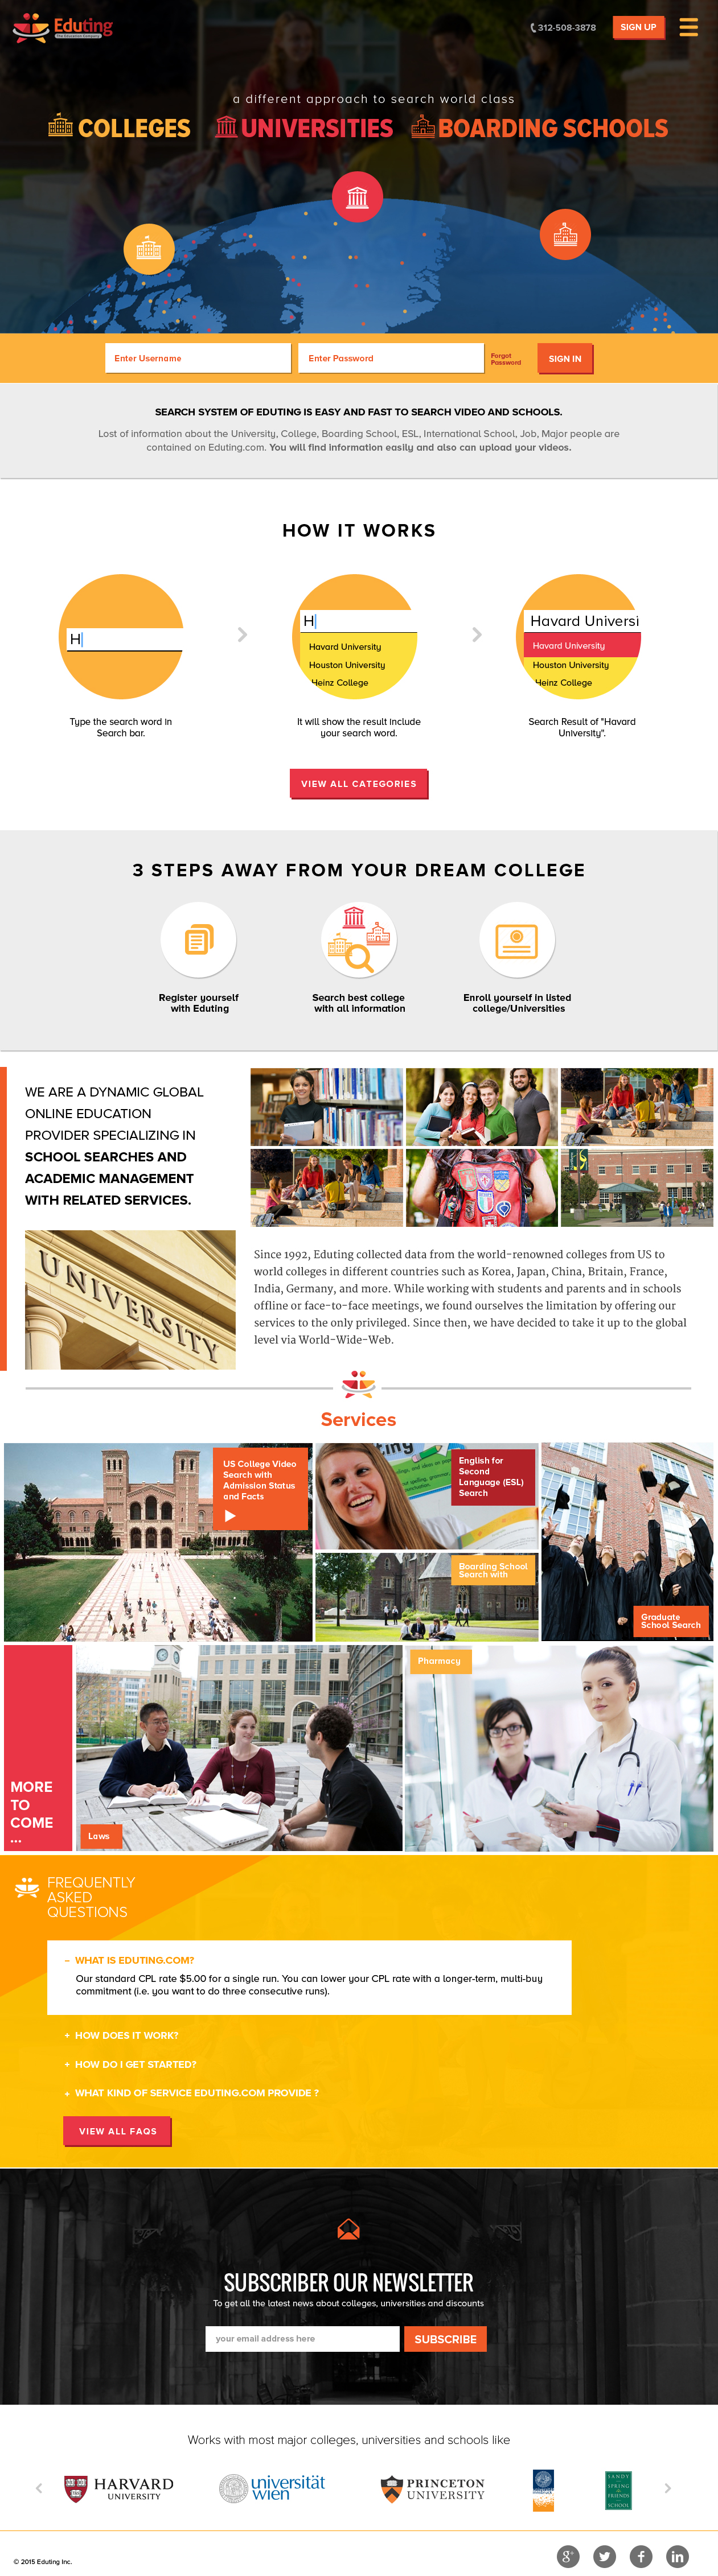 Eduting
The Education Company
312-508-3878
SIGN UP
a different approach to search world class
COLLEGES
UNIVERSITIES
BOARDING SCHOOLS
Enter Username
Enter Password
Forgot
Password
SIGN IN
SEARCH SYSTEM OF EDUTING IS EASY AND FAST TO SEARCH VIDEO AND SCHOOLS.
Lost of information about the University, College, Boarding School, ESL, International School, Job, Major people are
contained on Eduting.com. You will find information easily and also can upload your videos.
HOW IT WORKS
H
Type the search word in
Search bar.
H
Havard University
Houston University
Heinz College
It will show the result include
your search word.
Havard Universi
Havard University
Houston University
Heinz College
Search Result of "Havard
University".
VIEW ALL CATEGORIES
3 STEPS AWAY FROM YOUR DREAM COLLEGE
Register yourself
with Eduting
Search best college
with all information
Enroll yourself in listed
college/Universities
WE ARE A DYNAMIC GLOBAL
ONLINE EDUCATION
PROVIDER SPECIALIZING IN
SCHOOL SEARCHES AND
ACADEMIC MANAGEMENT
WITH RELATED SERVICES.
UNIVERSITY
Since 1992, Eduting collected data from the world-renowned colleges from US to
world colleges in different countries such as Korea, Japan, China, Britain, France,
India, Germany, and more. While working with students and parents and in schools
offline or face-to-face meetings, we found ourselves the limitation by offering our
services to the only privileged. Since then, we have decided to take it up to the global
level via World-Wide-Web.
Services
US College Video
Search with
Admission Status
and Facts
English for
Second
Language (ESL)
Search
Boarding School
Search with
Graduate
School Search
MORE
TO
COME
...
Laws
Pharmacy
FREQUENTLY
ASKED
QUESTIONS
– WHAT IS EDUTING.COM?
Our standard CPL rate $5.00 for a single run. You can lower your CPL rate with a longer-term, multi-buy
commitment (i.e. you want to do three consecutive runs).
+ HOW DOES IT WORK?
+ HOW DO I GET STARTED?
+ WHAT KIND OF SERVICE EDUTING.COM PROVIDE ?
VIEW ALL FAQS
SUBSCRIBER OUR NEWSLETTER
To get all the latest news about colleges, universities and discounts
your email address here
SUBSCRIBE
Works with most major colleges, universities and schools like
HARVARD
UNIVERSITY
universität
wien
PRINCETON
UNIVERSITY
SANDY
SPRING
FRIENDS
SCHOOL
© 2015 Eduting Inc.